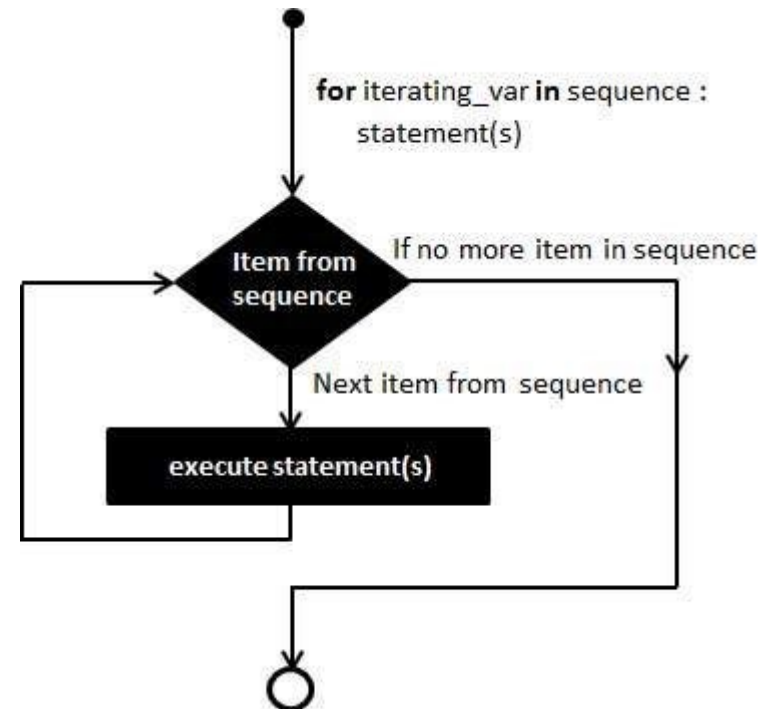 for iterating_var in sequence :
statement(s)
If no more item in sequence
Item from
sequence
Next item from sequence
execute statement(s)